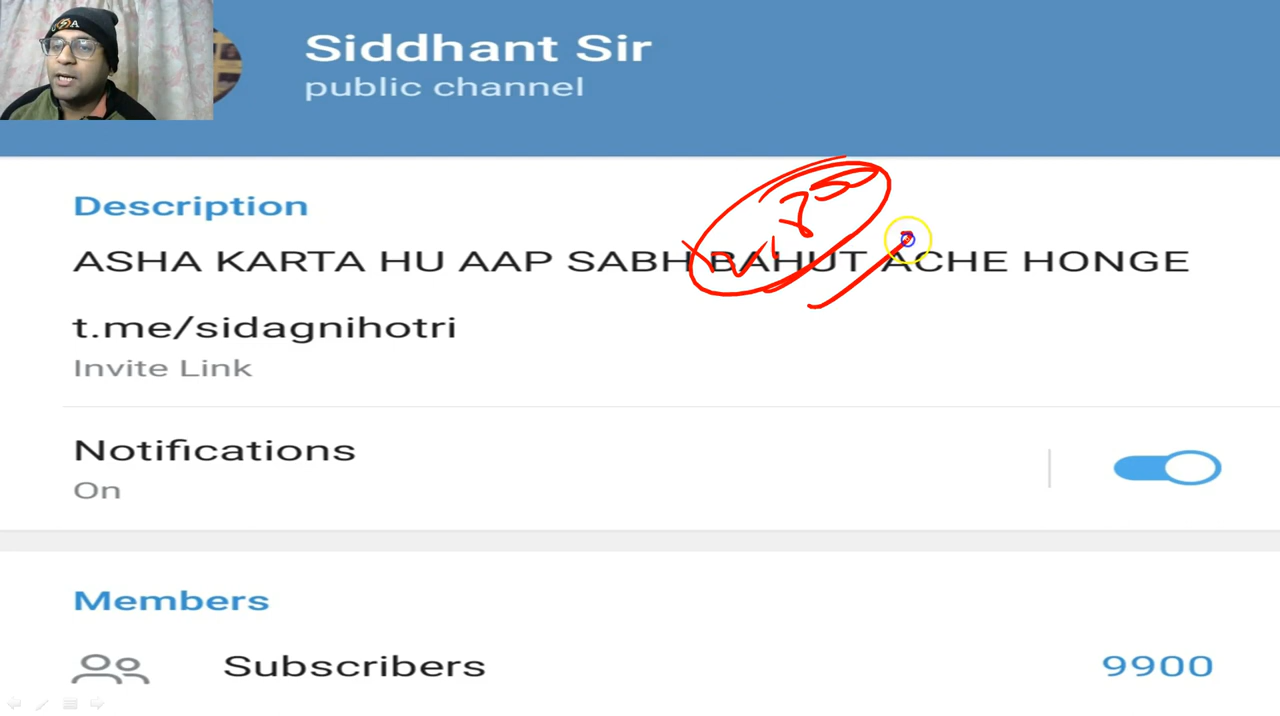 Siddhant Sir
public channel
Description
ASHA KARTA HU AAP SABH BAHUT ACHE HONGE
t.me/sidagnihotri
Invite Link
Notifications
On
Members
Subscribers 9900